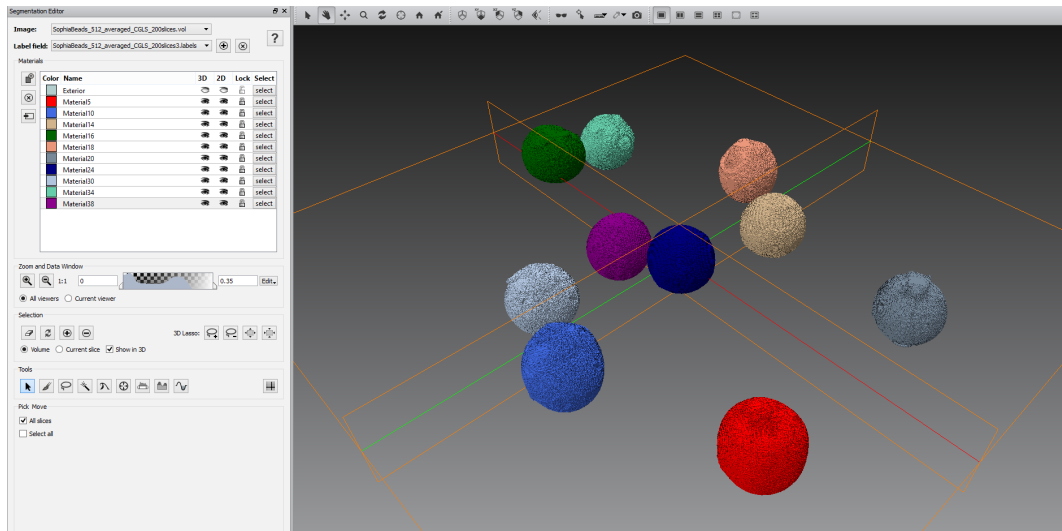 Segmentation Editor
Image: SophiaBeads_512_averaged_CGLS_200slices.vol
Label field: SophiaBeads_512_averaged_CGLS_200slices3.labels
?
Materials
Color Name 3D 2D Lock Select
Exterior select
Material5 select
Material10 select
Material14 select
Material16 select
Material18 select
Material20 select
Material24 select
Material30 select
Material34 select
Material38 select
Zoom and Data Window
1:1 0 0.35 Edit
All viewers Current viewer
Selection
3D Lasso:
Volume Current slice Show in 3D
Tools
Pick Move
All slices
Select all